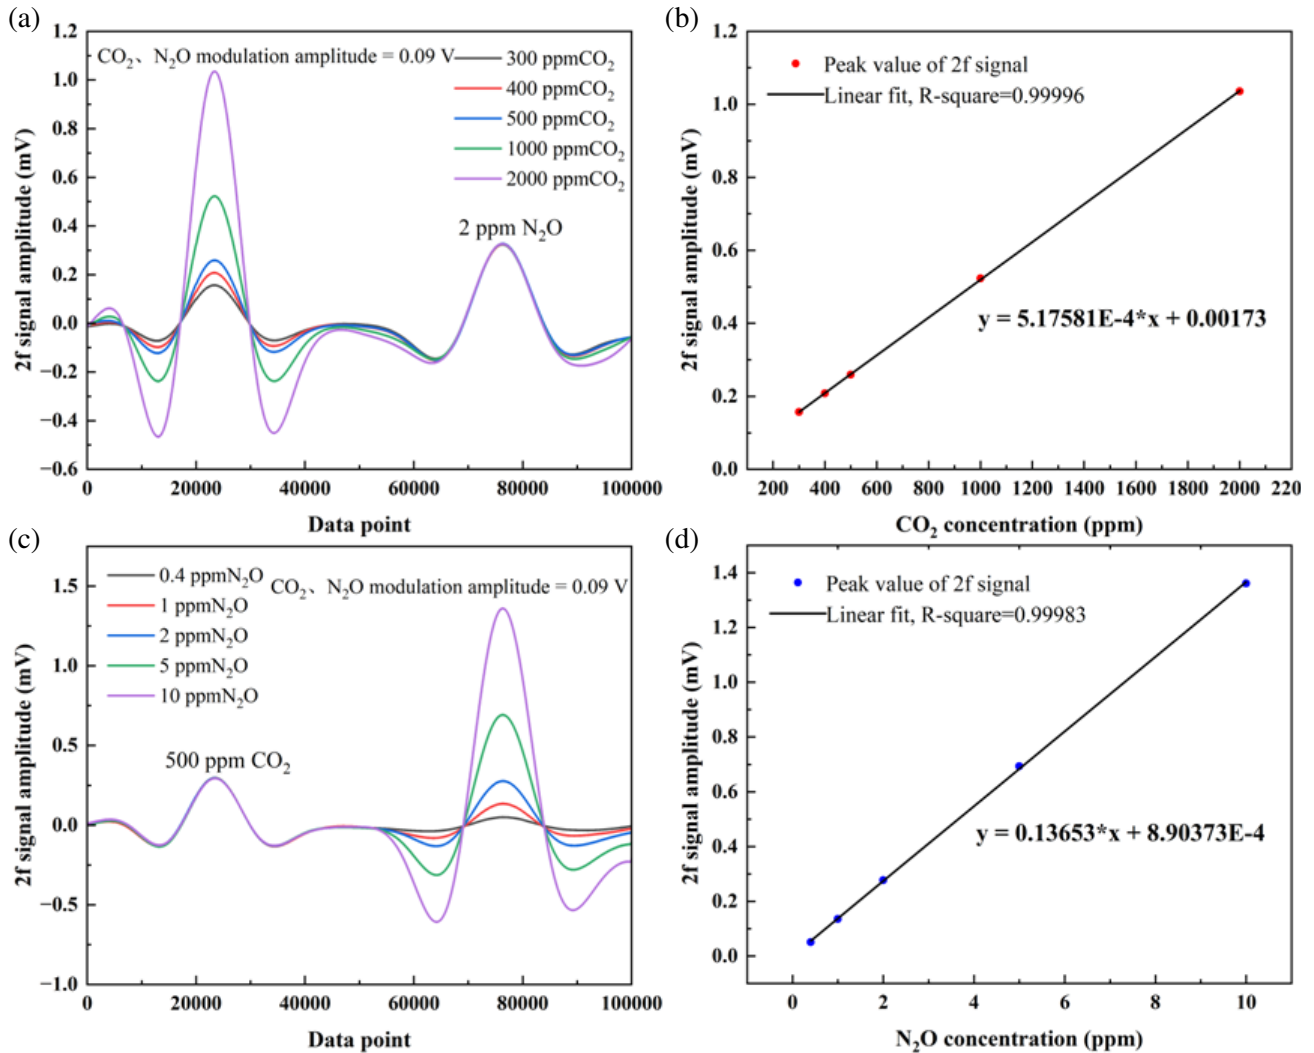 (a)
1.2
1.0
0.8
0.6
0.4
0.2
0.0
−0.2
−0.4
−0.6
2f signal amplitude (mV)
CO₂、N₂O modulation amplitude = 0.09 V
300 ppmCO₂
400 ppmCO₂
500 ppmCO₂
1000 ppmCO₂
2000 ppmCO₂
2 ppm N₂O
0 20000 40000 60000 80000 100000
Data point
(b)
1.2
1.0
0.8
0.6
0.4
0.2
0.0
2f signal amplitude (mV)
Peak value of 2f signal
Linear fit, R-square=0.99996
y = 5.17581E-4*x + 0.00173
200 400 600 800 1000 1200 1400 1600 1800 2000 220
CO₂ concentration (ppm)
(c)
1.5
1.0
0.5
0.0
−0.5
−1.0
2f signal amplitude (mV)
0.4 ppmN₂O
CO₂、N₂O modulation amplitude = 0.09 V
1 ppmN₂O
2 ppmN₂O
5 ppmN₂O
10 ppmN₂O
500 ppm CO₂
0 20000 40000 60000 80000 100000
Data point
(d)
1.4
1.2
1.0
0.8
0.6
0.4
0.2
0.0
2f signal amplitude (mV)
Peak value of 2f signal
Linear fit, R-square=0.99983
y = 0.13653*x + 8.90373E-4
0 2 4 6 8 10
N₂O concentration (ppm)